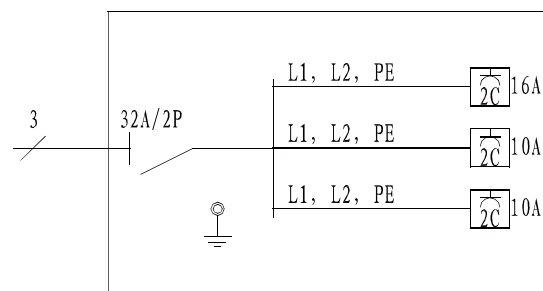 L1, L2, PE
2C 16A
3
32A/2P
L1, L2, PE
2C 10A
L1, L2, PE
2C 10A